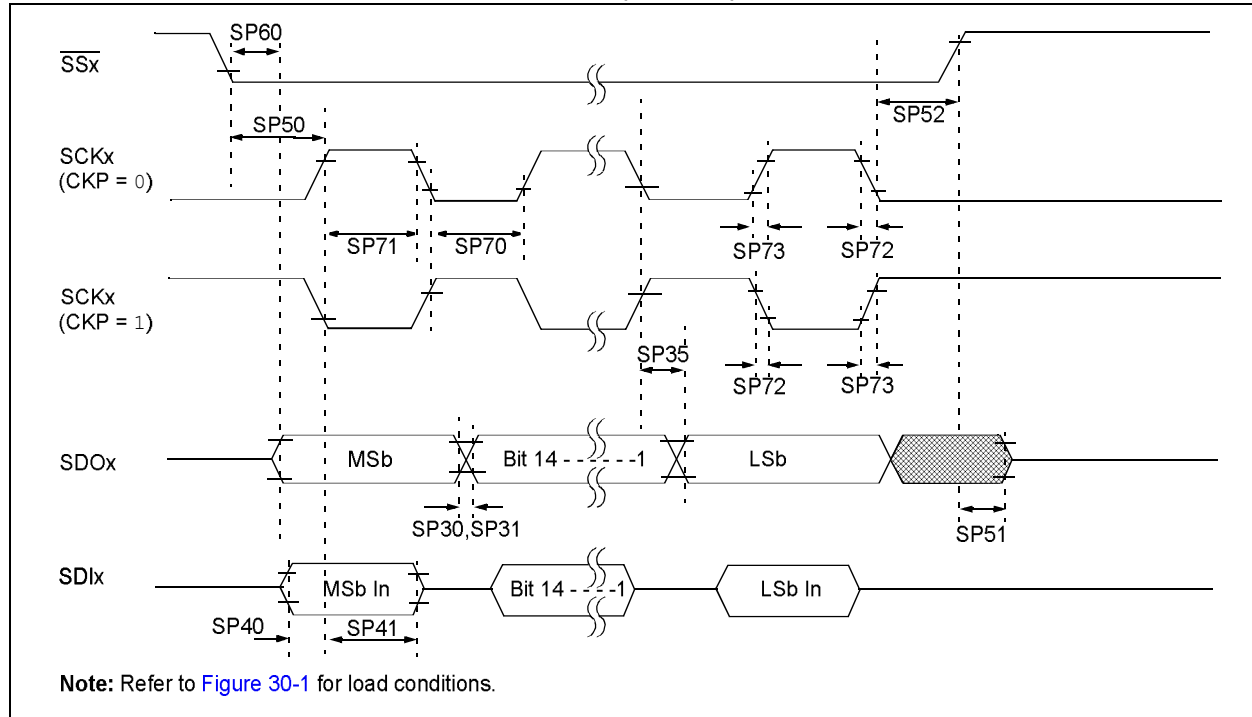 SP60
S̅S̅x̅
SP52
SP50
SCKx
(CKP = 0)
SP71
SP70
SP73
SP72
SCKx
(CKP = 1)
SP35
SP72
SP73
SDOx
MSb
Bit 14 - - - - - -1
LSb
SP30,SP31
SP51
SDIx
MSb In
Bit 14 - - - - -1
LSb In
SP40
SP41
Note: Refer to Figure 30-1 for load conditions.